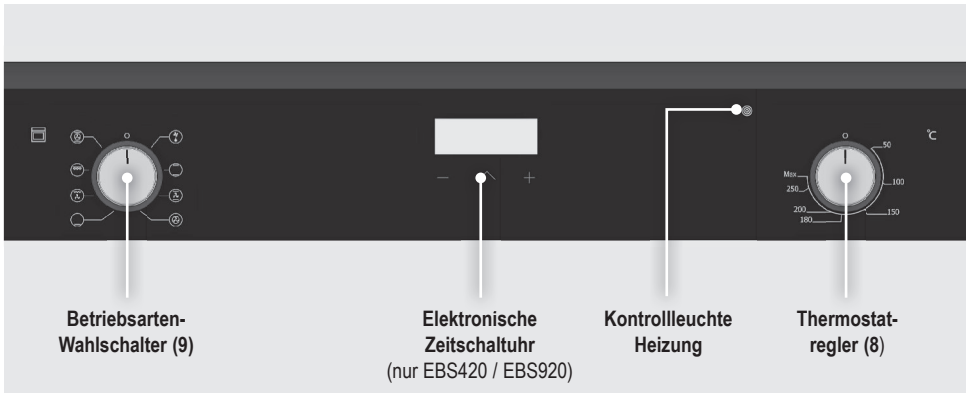 O
O
°C
50
Max
250
100
200
180
150
— +
Betriebsarten-
Wahlschalter (9)
Elektronische
Zeitschaltuhr
(nur EBS420 / EBS920)
Kontrollleuchte
Heizung
Thermostat-
regler (8)